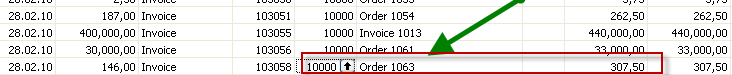 28.02.10 187,00 Invoice 103051 10000 Order 1054 262,50 262,50
28.02.10 400,000,00 Invoice 103055 10000 Invoice 1013 440,000,00 440,000,00
28.02.10 30,000,00 Invoice 103056 10000 Order 1061 33,000,00 33,000,00
28.02.10 146,00 Invoice 103058 10000 Order 1063 307,50 307,50